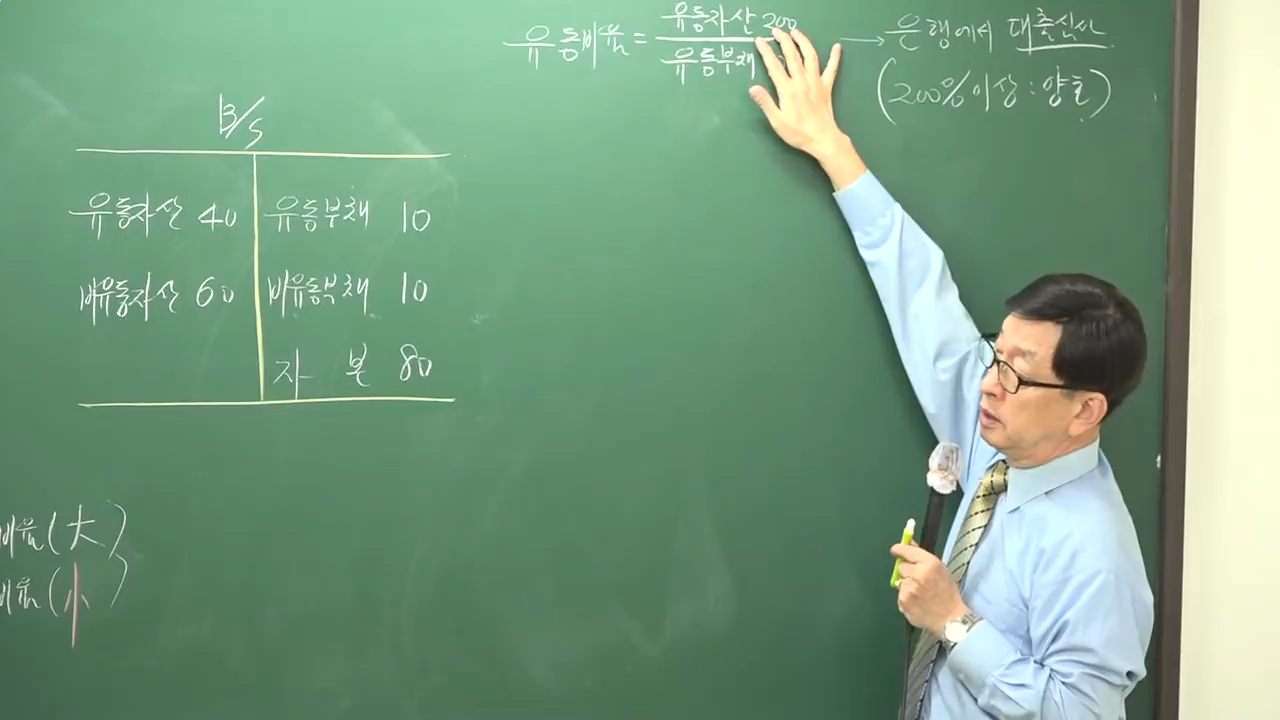 유동비율 = 유동자산 200 / 유동부채 → 은행에서 대출심사
(200% 이상 : 양호)
B/S
유동자산 40 유동부채 10
비유동자산 60 비유동부채 10
자 본 80
비율(大)
비율(小)